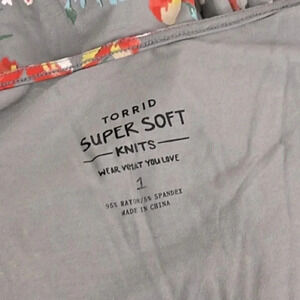 TORRID
SUPER SOFT
KNITS
WEAR WHAT YOU LOVE
1
95% RAYON/5% SPANDEX
MADE IN CHINA